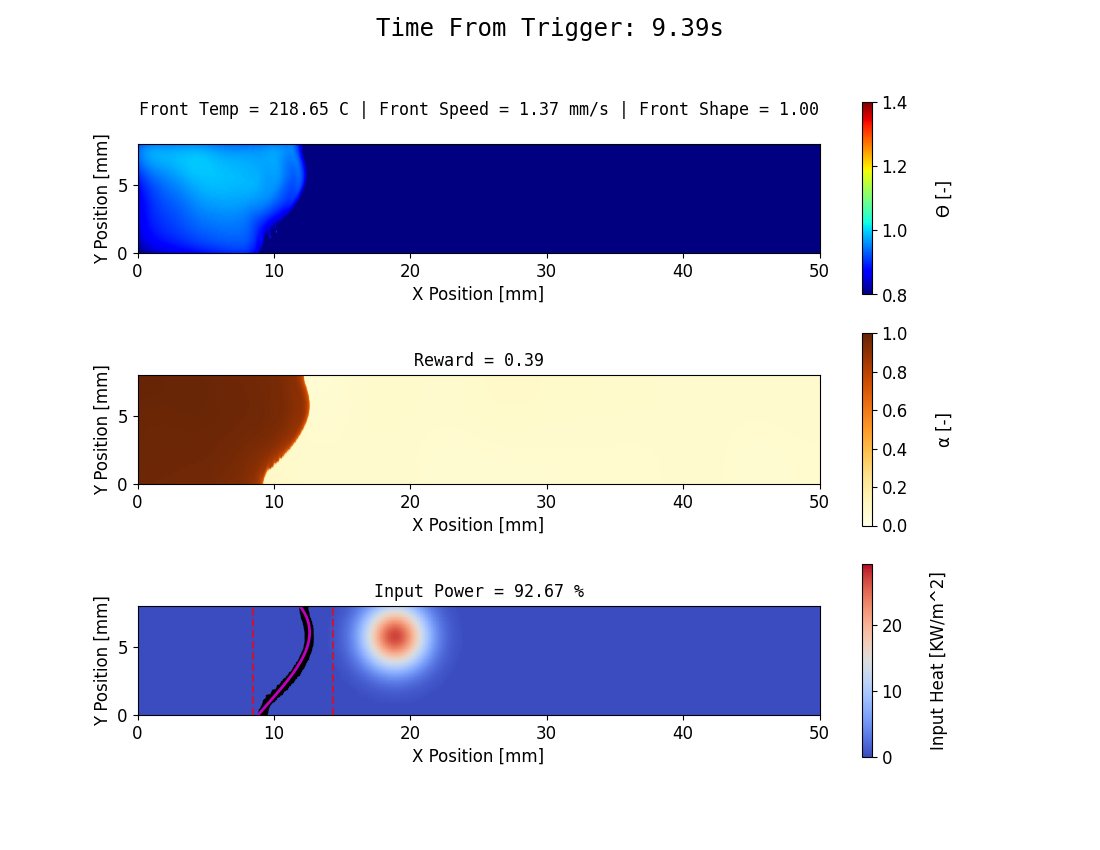 Time From Trigger: 9.39s
Front Temp = 218.65 C | Front Speed = 1.37 mm/s | Front Shape = 1.00
Y Position [mm]
5
0
0 10 20 30 40 50
X Position [mm]
1.4
1.2
1.0
0.8
Θ [-]
Reward = 0.39
Y Position [mm]
5
0
0 10 20 30 40 50
X Position [mm]
1.0
0.8
0.6
0.4
0.2
0.0
α [-]
Input Power = 92.67 %
Y Position [mm]
5
0
0 10 20 30 40 50
X Position [mm]
20
10
0
Input Heat [KW/m^2]